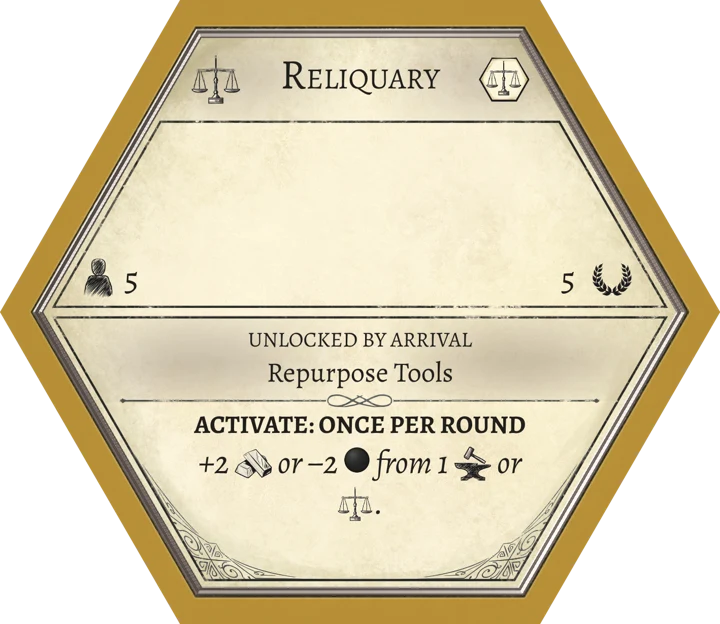 RELIQUARY
5 5
UNLOCKED BY ARRIVAL
Repurpose Tools
ACTIVATE: ONCE PER ROUND
+2 or –2 from 1 or
.